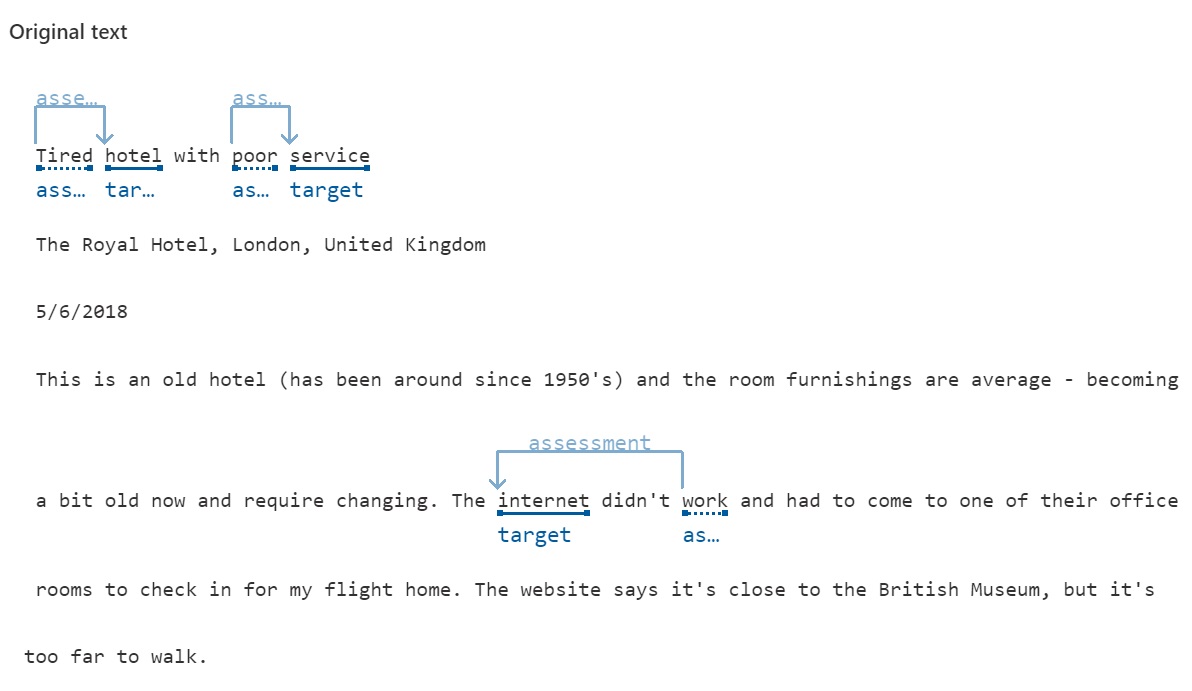 Original text
asse... ass...
Tired hotel with poor service
ass... tar... as... target
The Royal Hotel, London, United Kingdom
5/6/2018
This is an old hotel (has been around since 1950's) and the room furnishings are average - becoming
assessment
a bit old now and require changing. The internet didn't work and had to come to one of their office
target as...
rooms to check in for my flight home. The website says it's close to the British Museum, but it's
too far to walk.